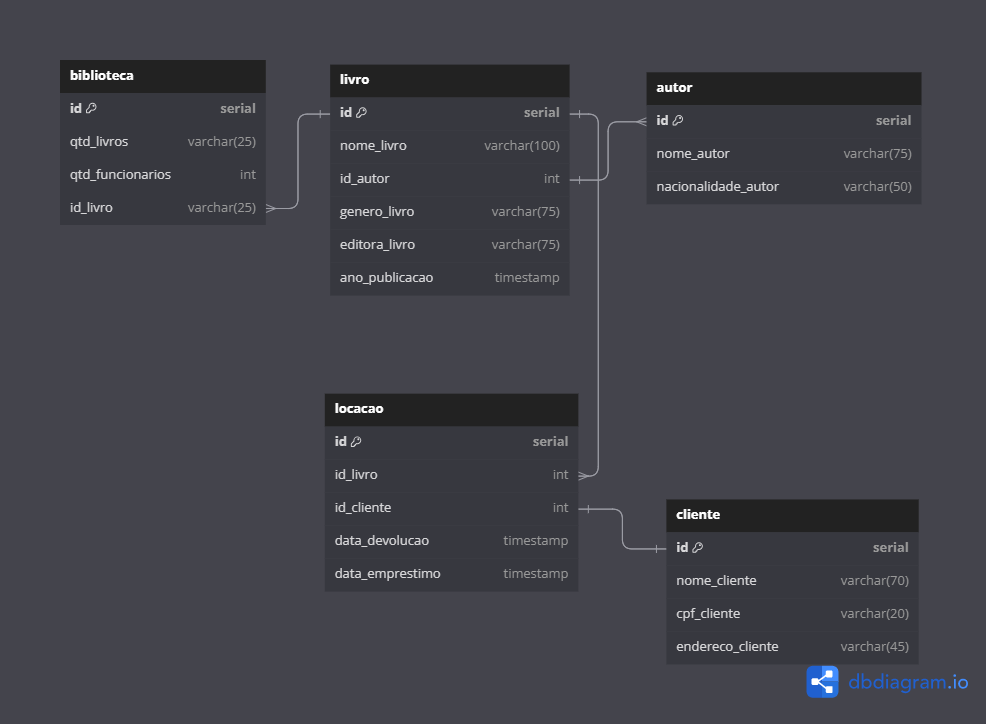 biblioteca
id serial
qtd_livros varchar(25)
qtd_funcionarios int
id_livro varchar(25)
livro
id serial
nome_livro varchar(100)
id_autor int
genero_livro varchar(75)
editora_livro varchar(75)
ano_publicacao timestamp
autor
id serial
nome_autor varchar(75)
nacionalidade_autor varchar(50)
locacao
id serial
id_livro int
id_cliente int
data_devolucao timestamp
data_emprestimo timestamp
cliente
id serial
nome_cliente varchar(70)
cpf_cliente varchar(20)
endereco_cliente varchar(45)
dbdiagram.io